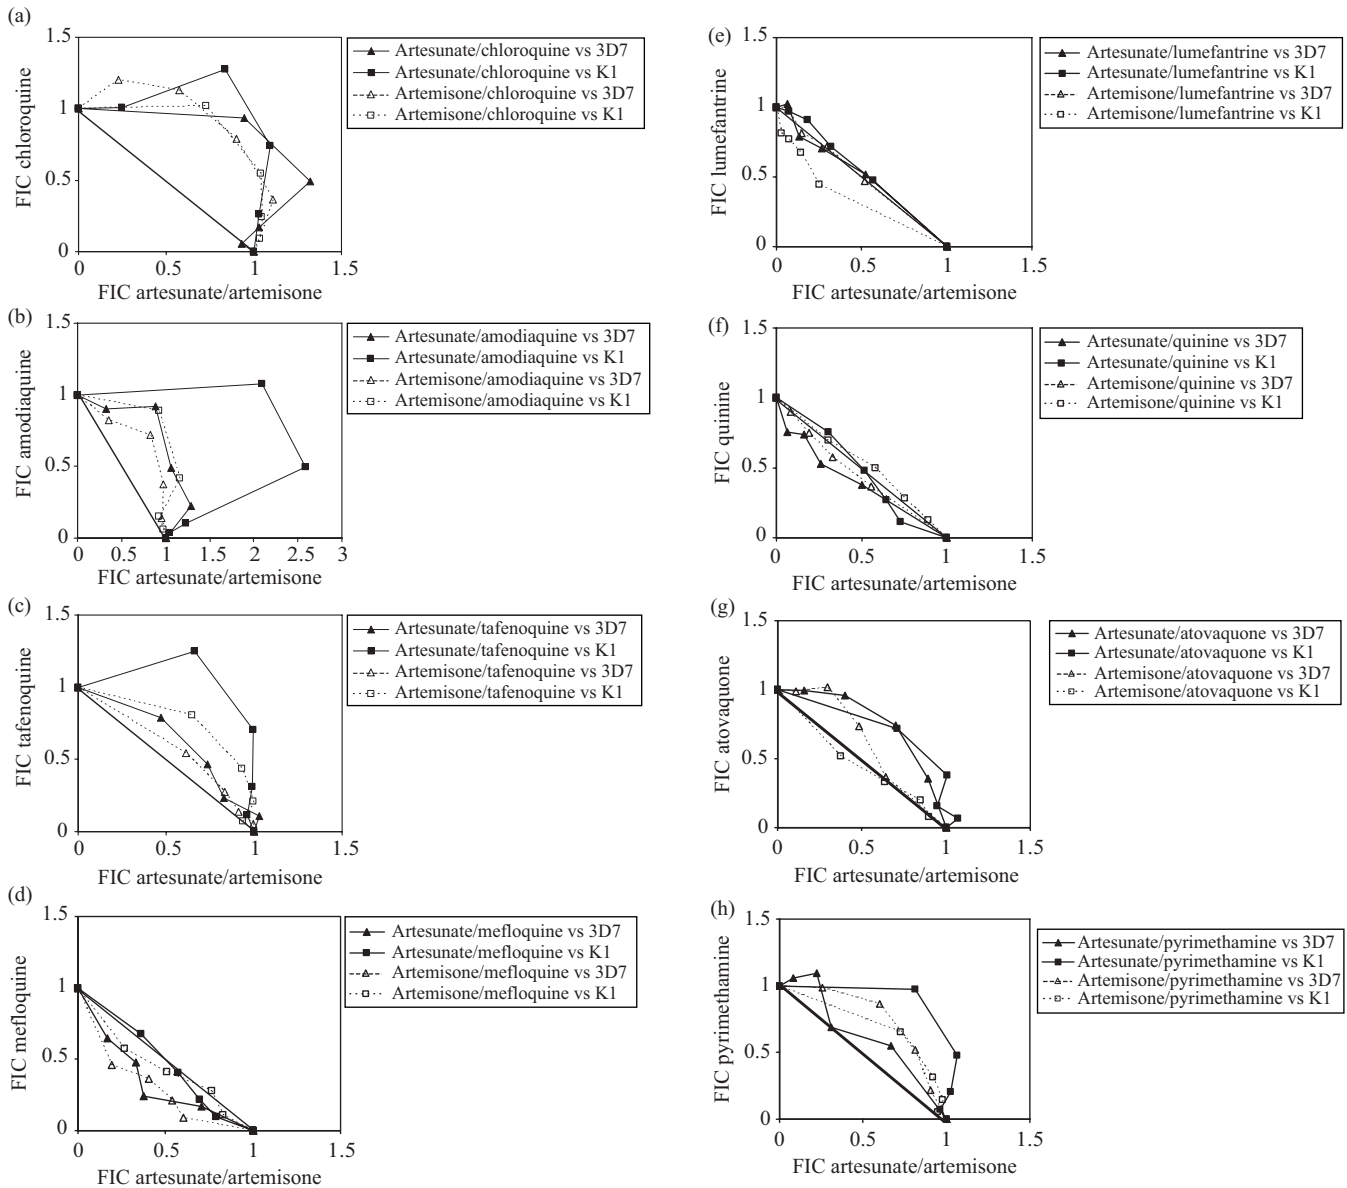 (a)
1.5
1
0.5
0
0
0.5
1
1.5
FIC chloroquine
FIC artesunate/artemisone
Artesunate/chloroquine vs 3D7
Artesunate/chloroquine vs K1
Artemisone/chloroquine vs 3D7
Artemisone/chloroquine vs K1
(b)
1.5
1
0.5
0
0
0.5
1
1.5
2
2.5
3
FIC amodiaquine
FIC artesunate/artemisone
Artesunate/amodiaquine vs 3D7
Artesunate/amodiaquine vs K1
Artemisone/amodiaquine vs 3D7
Artemisone/amodiaquine vs K1
(c)
1.5
1
0.5
0
0
0.5
1
1.5
FIC tafenoquine
FIC artesunate/artemisone
Artesunate/tafenoquine vs 3D7
Artesunate/tafenoquine vs K1
Artemisone/tafenoquine vs 3D7
Artemisone/tafenoquine vs K1
(d)
1.5
1
0.5
0
0
0.5
1
1.5
FIC mefloquine
FIC artesunate/artemisone
Artesunate/mefloquine vs 3D7
Artesunate/mefloquine vs K1
Artemisone/mefloquine vs 3D7
Artemisone/mefloquine vs K1
(e)
1.5
1
0.5
0
0
0.5
1
1.5
FIC lumefantrine
FIC artesunate/artemisone
Artesunate/lumefantrine vs 3D7
Artesunate/lumefantrine vs K1
Artemisone/lumefantrine vs 3D7
Artemisone/lumefantrine vs K1
(f)
1.5
1
0.5
0
0
0.5
1
1.5
FIC quinine
FIC artesunate/artemisone
Artesunate/quinine vs 3D7
Artesunate/quinine vs K1
Artemisone/quinine vs 3D7
Artemisone/quinine vs K1
(g)
1.5
1
0.5
0
0
0.5
1
1.5
FIC atovaquone
FIC artesunate/artemisone
Artesunate/atovaquone vs 3D7
Artesunate/atovaquone vs K1
Artemisone/atovaquone vs 3D7
Artemisone/atovaquone vs K1
(h)
1.5
1
0.5
0
0
0.5
1
1.5
FIC pyrimethamine
FIC artesunate/artemisone
Artesunate/pyrimethamine vs 3D7
Artesunate/pyrimethamine vs K1
Artemisone/pyrimethamine vs 3D7
Artemisone/pyrimethamine vs K1